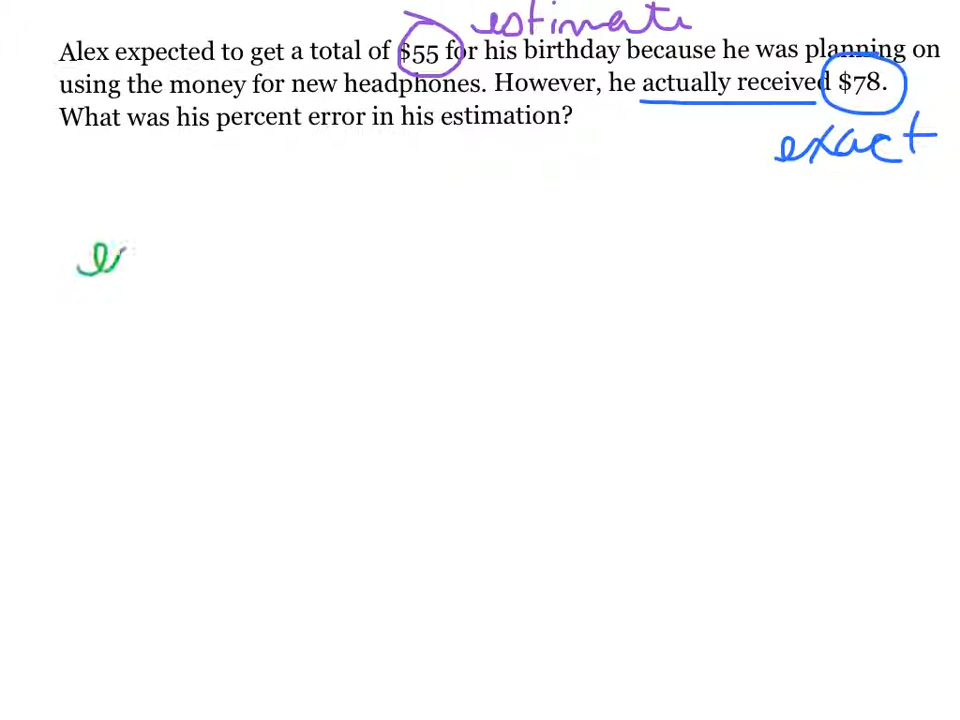 estimate
Alex expected to get a total of $55 for his birthday because he was planning on
using the money for new headphones. However, he actually received $78.
What was his percent error in his estimation?
exact